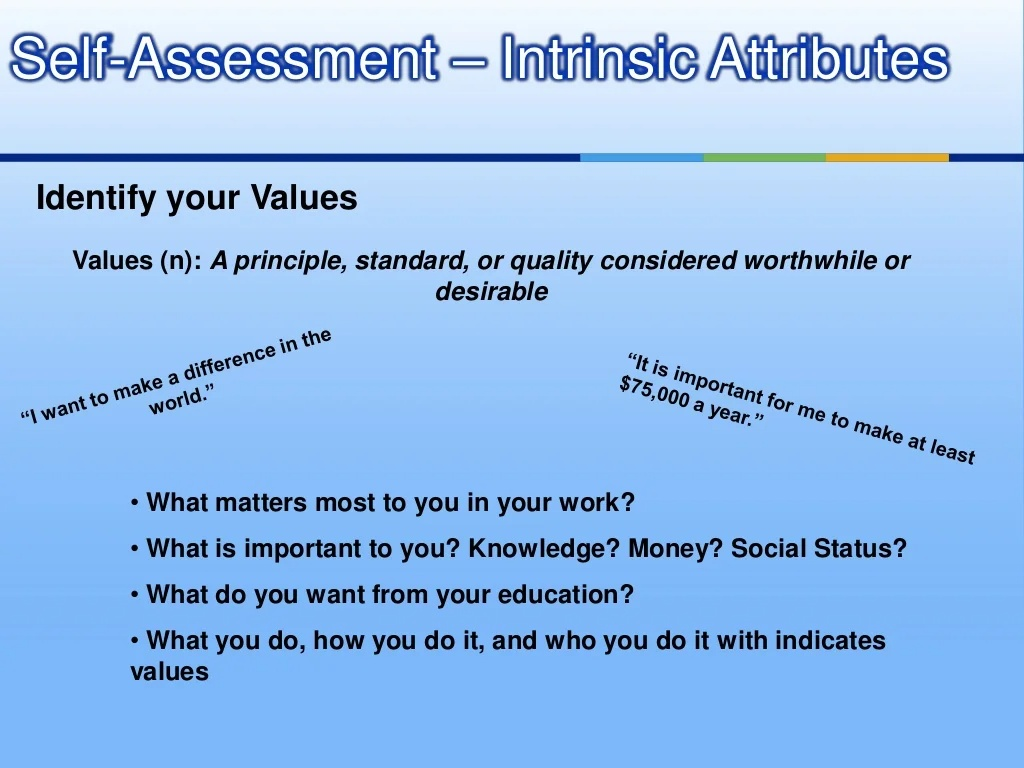 Self-Assessment – Intrinsic Attributes
Identify your Values
Values (n): A principle, standard, or quality considered worthwhile or
desirable
“I want to make a difference in the
world.”
“It is important for me to make at least
$75,000 a year.”
• What matters most to you in your work?
• What is important to you? Knowledge? Money? Social Status?
• What do you want from your education?
• What you do, how you do it, and who you do it with indicates
values